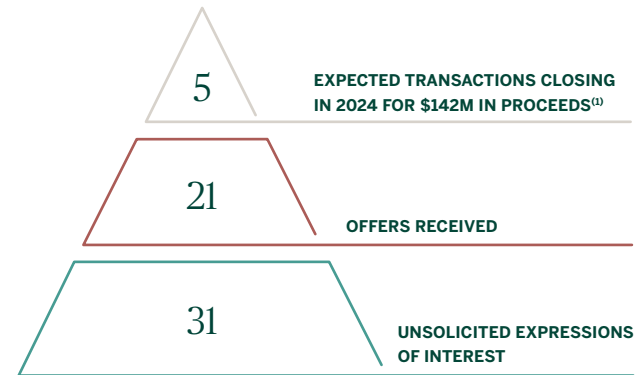 5
EXPECTED TRANSACTIONS CLOSING
IN 2024 FOR $142M IN PROCEEDS(1)
21
OFFERS RECEIVED
31
UNSOLICITED EXPRESSIONS
OF INTEREST